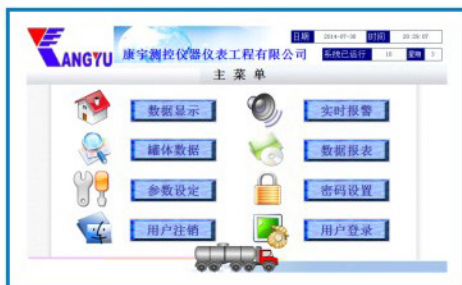 日期 2014-07-30 时间 20:28:07
KANGYU 康宇测控仪器仪表工程有限公司 系统已运行 10 星期 3
主菜单
数据显示 实时报警
罐体数据 数据报表
参数设定 密码设置
用户注销 用户登录